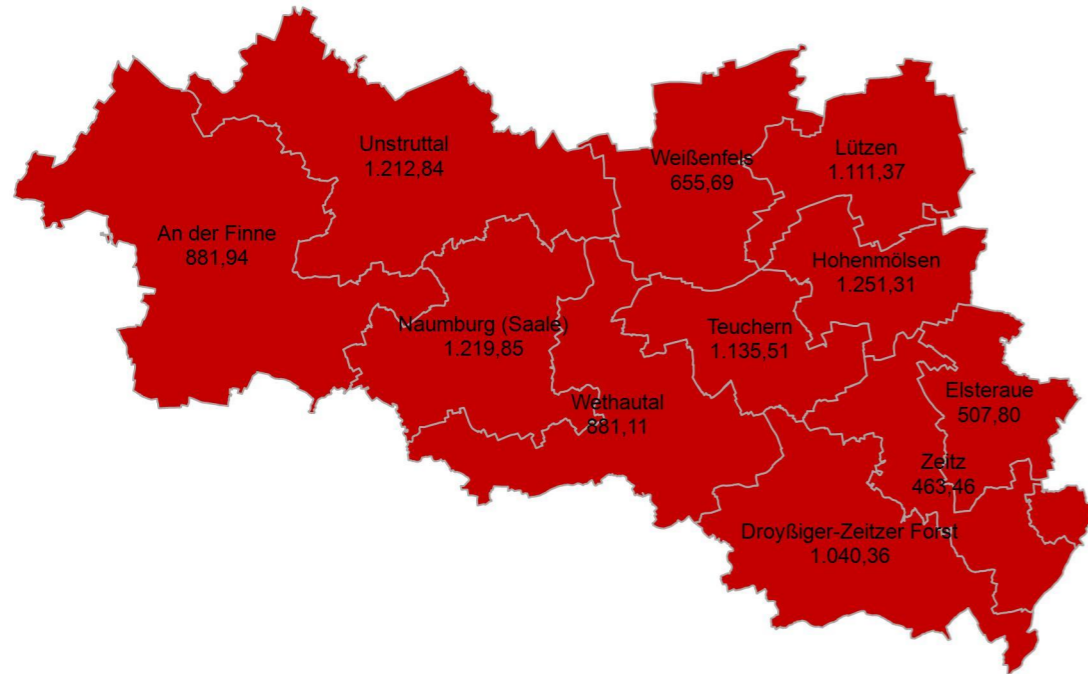 Unstruttal
1.212,84
Weißenfels
655,69
Lützen
1.111,37
An der Finne
881,94
Hohenmölsen
1.251,31
Naumburg (Saale)
1.219,85
Teuchern
1.135,51
Wethautal
881,11
Elsteraue
507,80
Zeitz
463,46
Droyßiger-Zeitzer Forst
1.040,36